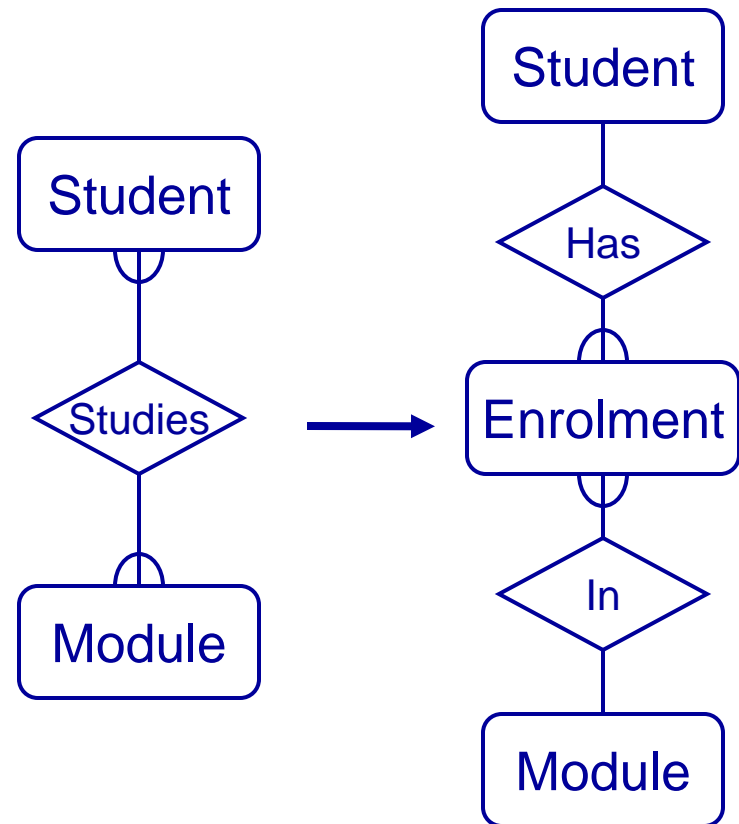 Student
Studies
Module
Student
Has
Enrolment
In
Module